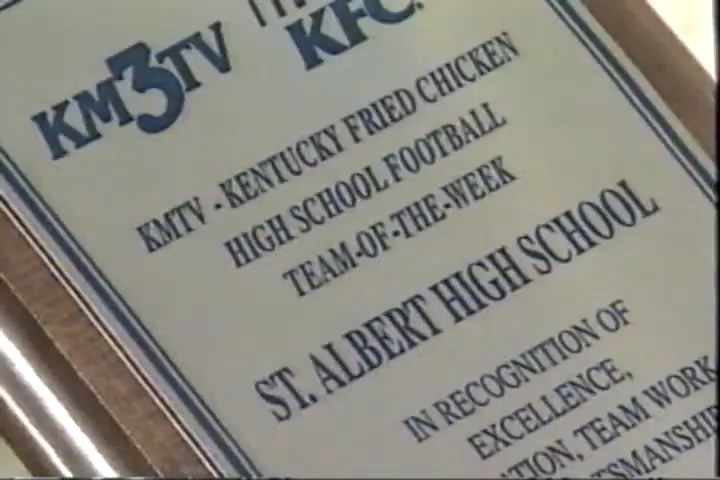 KM3TV
KFC
KMTV - KENTUCKY FRIED CHICKEN
HIGH SCHOOL FOOTBALL
TEAM-OF-THE-WEEK
ST. ALBERT HIGH SCHOOL
IN RECOGNITION OF
EXCELLENCE,
TEAM WORK